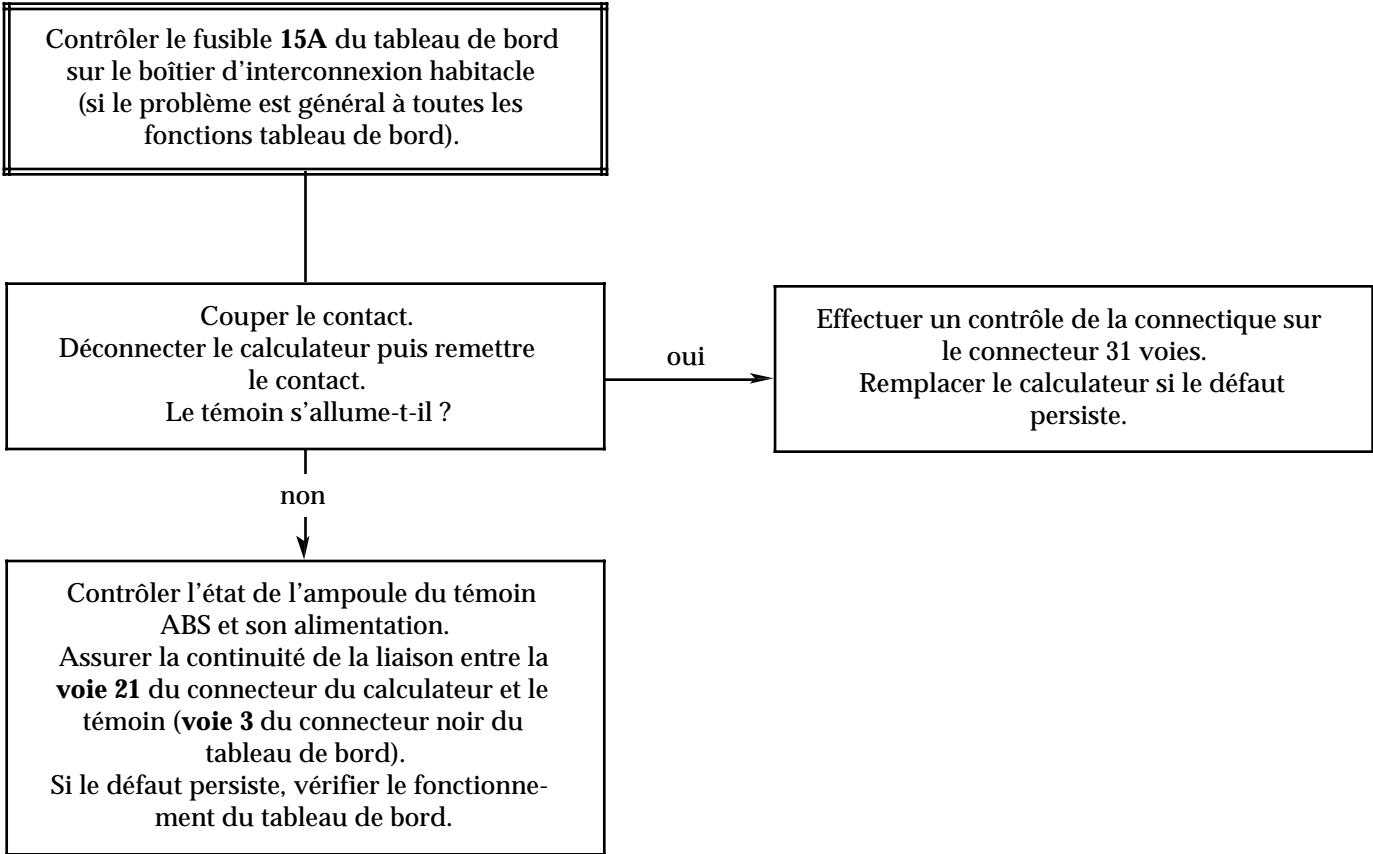 Contrôler le fusible 15A du tableau de bord
sur le boîtier d'interconnexion habitacle
(si le problème est général à toutes les
fonctions tableau de bord).
Couper le contact.
Déconnecter le calculateur puis remettre
le contact.
Le témoin s'allume-t-il ?
oui
Effectuer un contrôle de la connectique sur
le connecteur 31 voies.
Remplacer le calculateur si le défaut
persiste.
non
Contrôler l'état de l'ampoule du témoin
ABS et son alimentation.
Assurer la continuité de la liaison entre la
voie 21 du connecteur du calculateur et le
témoin (voie 3 du connecteur noir du
tableau de bord).
Si le défaut persiste, vérifier le fonctionne-
ment du tableau de bord.